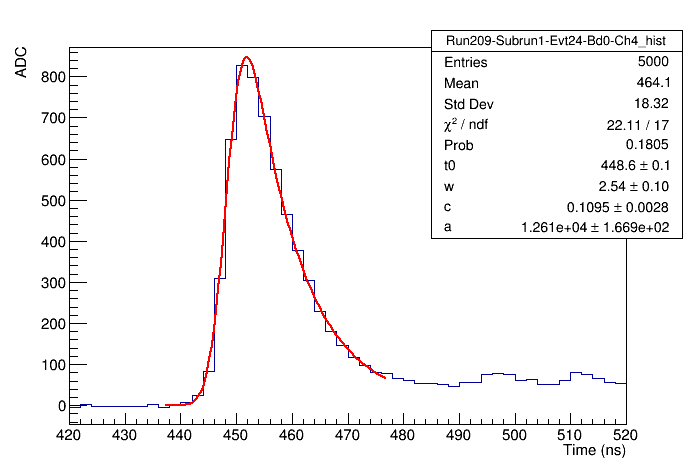 Run209-Subrun1-Evt24-Bd0-Ch4_hist
Entries 5000
Mean 464.1
Std Dev 18.32
χ² / ndf 22.11 / 17
Prob 0.1805
t0 448.6 ± 0.1
w 2.54 ± 0.10
c 0.1095 ± 0.0028
a 1.261e+04 ± 1.669e+02
ADC
800
700
600
500
400
300
200
100
0
420 430 440 450 460 470 480 490 500 510 520
Time (ns)